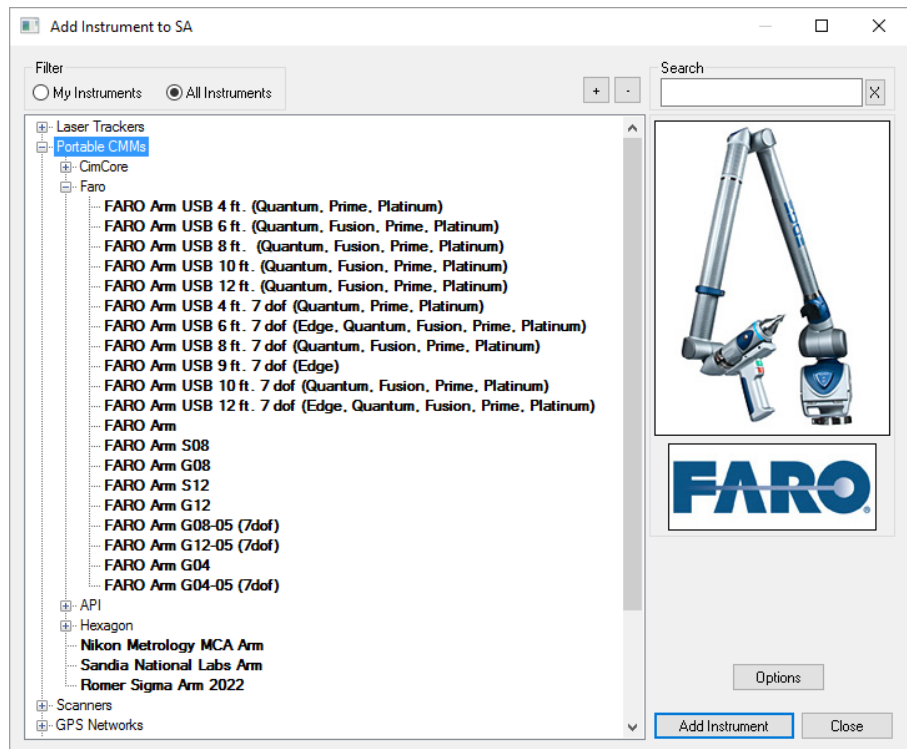 Add Instrument to SA
Filter
My Instruments
All Instruments
+
-
Search
X
Laser Trackers
Portable CMMs
CimCore
Faro
FARO Arm USB 4 ft. (Quantum, Prime, Platinum)
FARO Arm USB 6 ft. (Quantum, Fusion, Prime, Platinum)
FARO Arm USB 8 ft.  (Quantum, Fusion, Prime, Platinum)
FARO Arm USB 10 ft. (Quantum, Fusion, Prime, Platinum)
FARO Arm USB 12 ft. (Quantum, Fusion, Prime, Platinum)
FARO Arm USB 4 ft. 7 dof (Quantum, Prime, Platinum)
FARO Arm USB 6 ft. 7 dof (Edge, Quantum, Fusion, Prime, Platinum)
FARO Arm USB 8 ft. 7 dof (Quantum, Fusion, Prime, Platinum)
FARO Arm USB 9 ft. 7 dof (Edge)
FARO Arm USB 10 ft. 7 dof (Quantum, Fusion, Prime, Platinum)
FARO Arm USB 12 ft. 7 dof (Edge, Quantum, Fusion, Prime, Platinum)
FARO Arm
FARO Arm S08
FARO Arm G08
FARO Arm S12
FARO Arm G12
FARO Arm G08-05 (7dof)
FARO Arm G12-05 (7dof)
FARO Arm G04
FARO Arm G04-05 (7dof)
API
Hexagon
Nikon Metrology MCA Arm
Sandia National Labs Arm
Romer Sigma Arm 2022
Scanners
GPS Networks
FARO
FARO®
Options
Add Instrument
Close